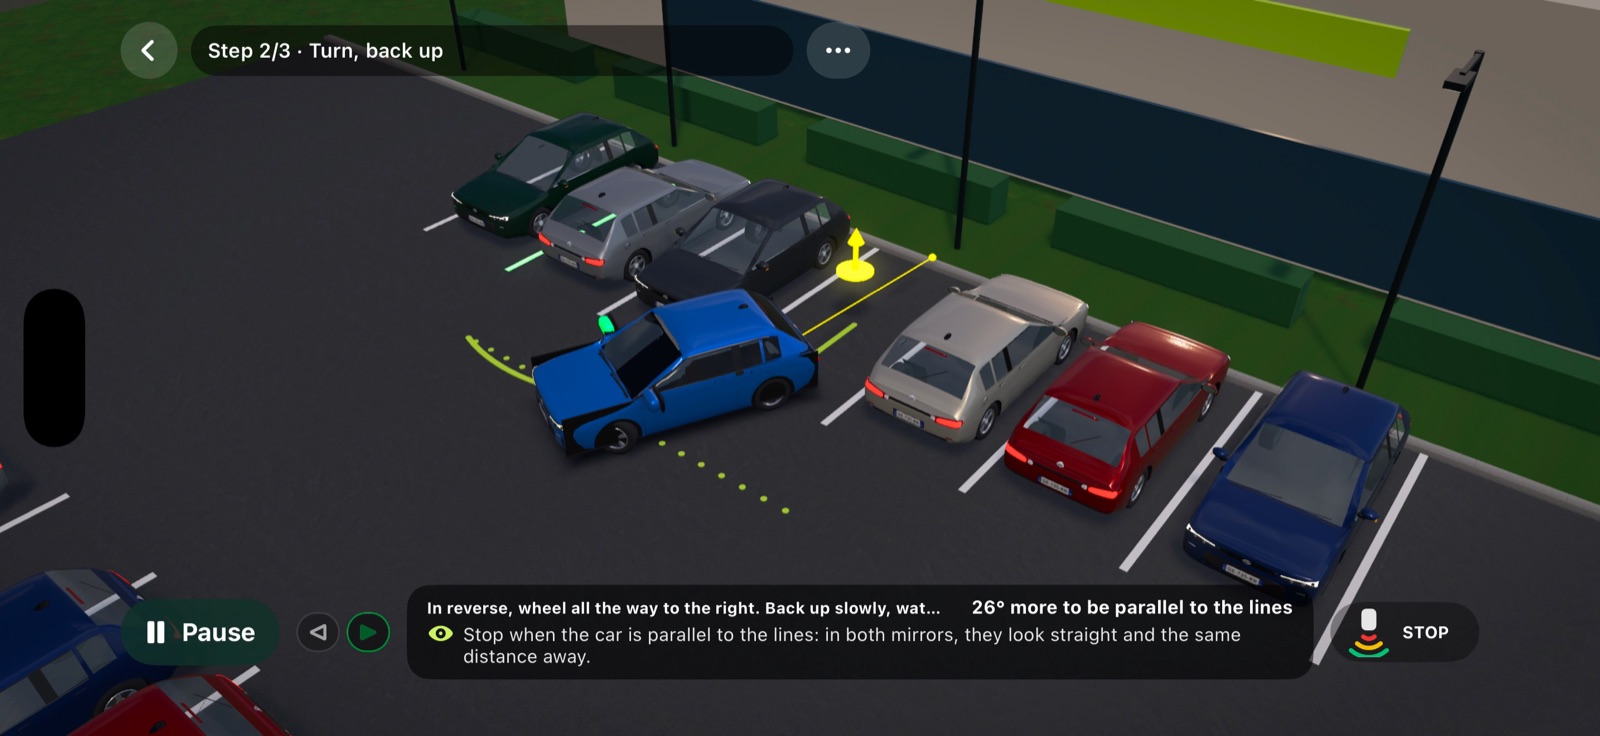 Step 2/3 · Turn, back up
In reverse, wheel all the way to the right. Back up slowly, wat...
26° more to be parallel to the lines
Stop when the car is parallel to the lines: in both mirrors, they look straight and the same
distance away.
Pause
STOP